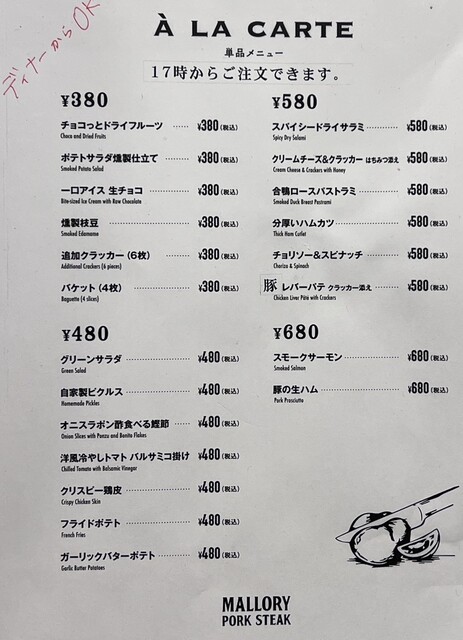 ディナーからOK
À LA CARTE
単品メニュー
17時からご注文できます。
¥380
チョコっとドライフルーツ ¥380(税込)
Choco and Dried Fruits
ポテトサラダ燻製仕立て ¥380(税込)
Smoked Potato Salad
一口アイス 生チョコ ¥380(税込)
Bite-sized Ice Cream with Raw Chocolate
燻製枝豆 ¥380(税込)
Smoked Edamame
追加クラッカー(6枚) ¥380(税込)
Additional Crackers (6 pieces)
バケット(4枚) ¥380(税込)
Baguette (4 slices)
¥480
グリーンサラダ ¥480(税込)
Green Salad
自家製ピクルス ¥480(税込)
Homemade Pickles
オニスラポン酢食べる鰹節 ¥480(税込)
Onion Slices with Ponzu and Bonito Flakes
洋風冷やしトマト バルサミコ掛け ¥480(税込)
Chilled Tomato with Balsamic Vinegar
クリスピー鶏皮 ¥480(税込)
Crispy Chicken Skin
フライドポテト ¥480(税込)
French Fries
ガーリックバターポテト ¥480(税込)
Garlic Butter Potatoes
¥580
スパイシードライサラミ ¥580(税込)
Spicy Dry Salami
クリームチーズ&クラッカー はちみつ添え ¥580(税込)
Cream Cheese & Crackers with Honey
合鴨ロースパストラミ ¥580(税込)
Smoked Duck Breast Pastrami
分厚いハムカツ ¥580(税込)
Thick Ham Cutlet
チョリソー&スピナッチ ¥580(税込)
Chorizo & Spinach
豚 レバーパテ クラッカー添え ¥580(税込)
Chicken Liver Pâté with Crackers
¥680
スモークサーモン ¥680(税込)
Smoked Salmon
豚の生ハム ¥680(税込)
Pork Prosciutto
MALLORY
PORK STEAK